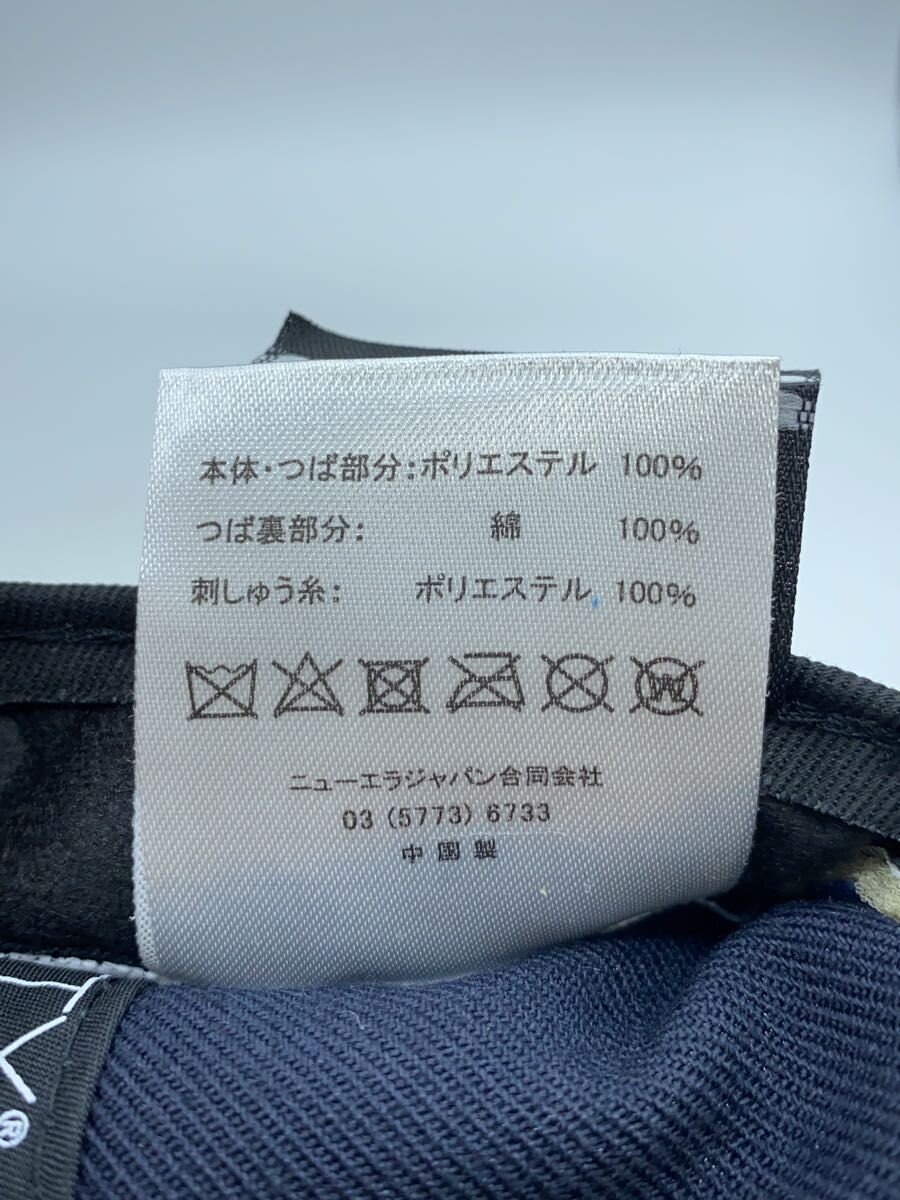 本体・つば部分:ポリエステル 100%
つば裏部分: 綿 100%
刺しゅう糸: ポリエステル 100%
W
ニューエラジャパン合同会社
03 (5773) 6733
中國製
®